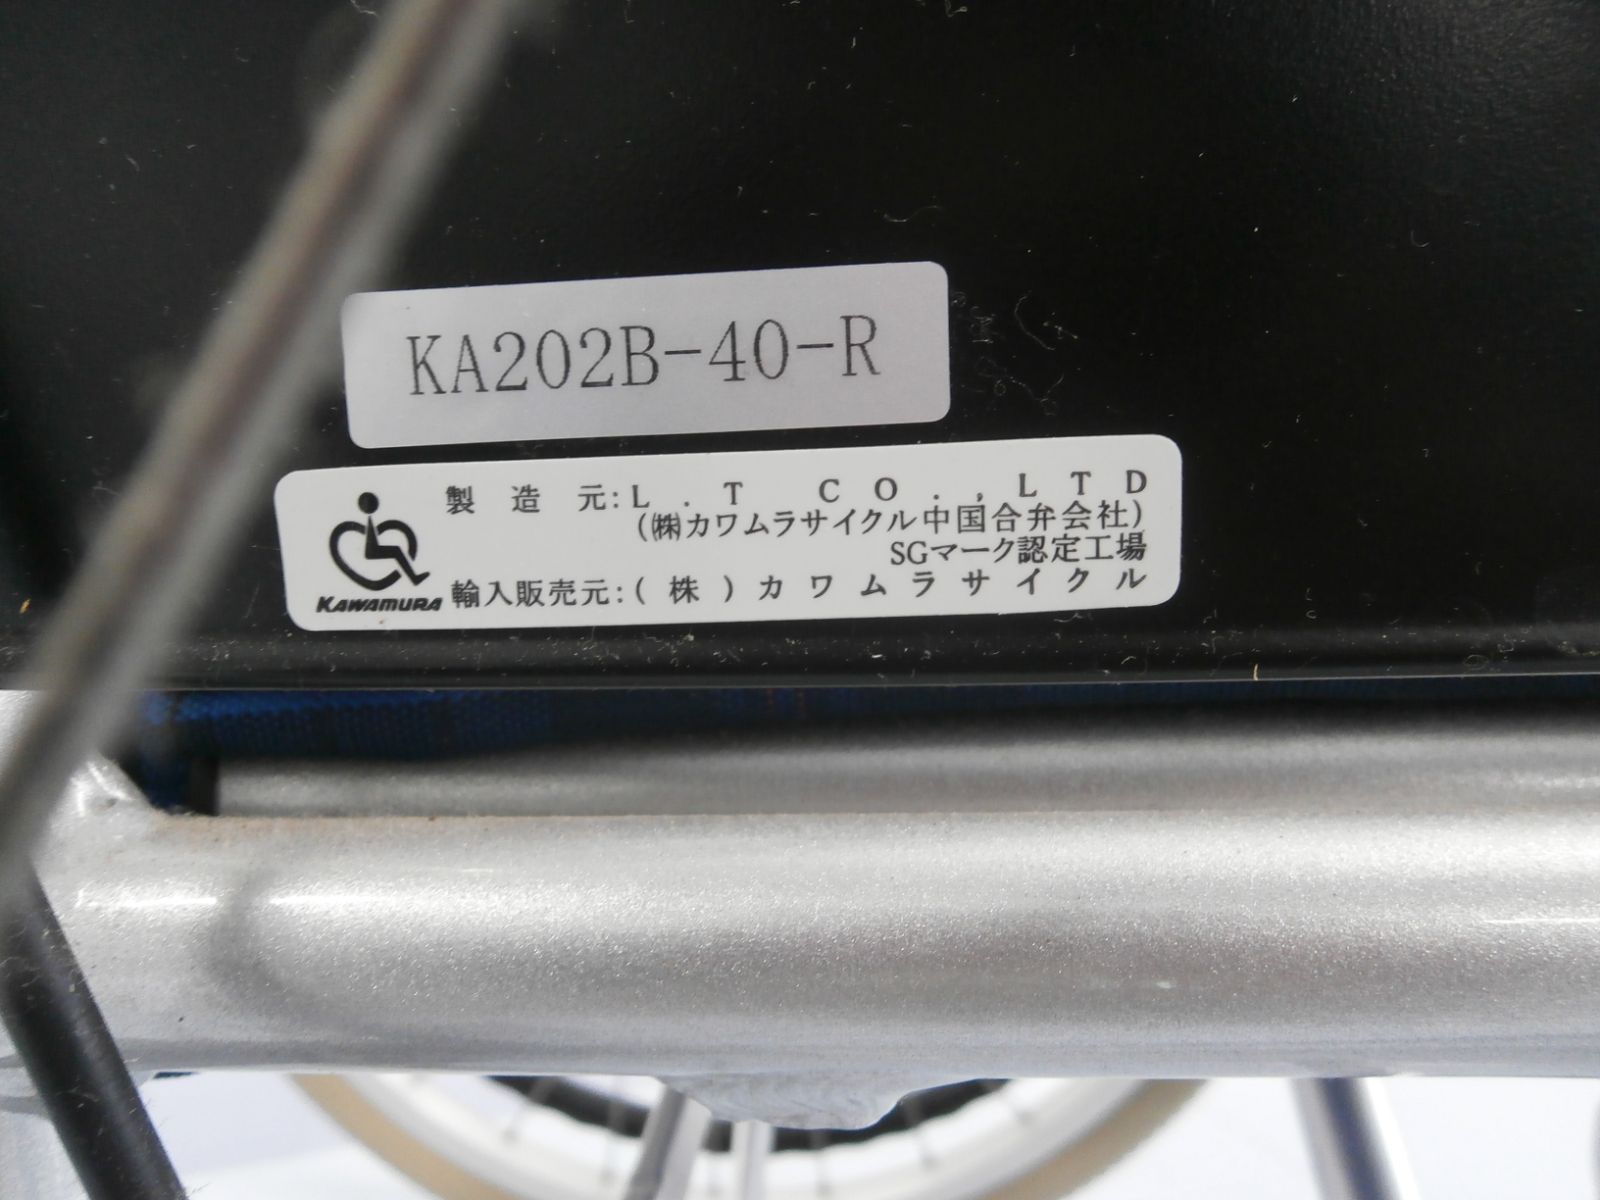 KA202B-40-R
製造元:L.T CO.,LTD
(㈱カワムラサイクル中国合弁会社)
SGマーク認定工場
KAWAMURA
輸入販売元:(株)カワムラサイクル